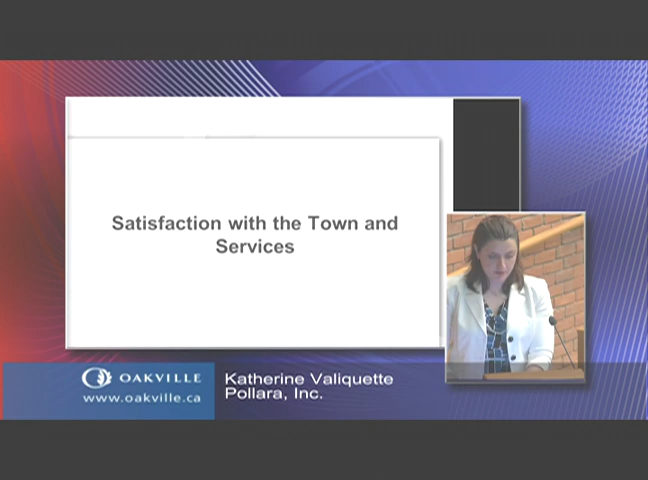 Satisfaction with the Town and
Services
OAKVILLE
www.oakville.ca
Katherine Valiquette
Pollara, Inc.